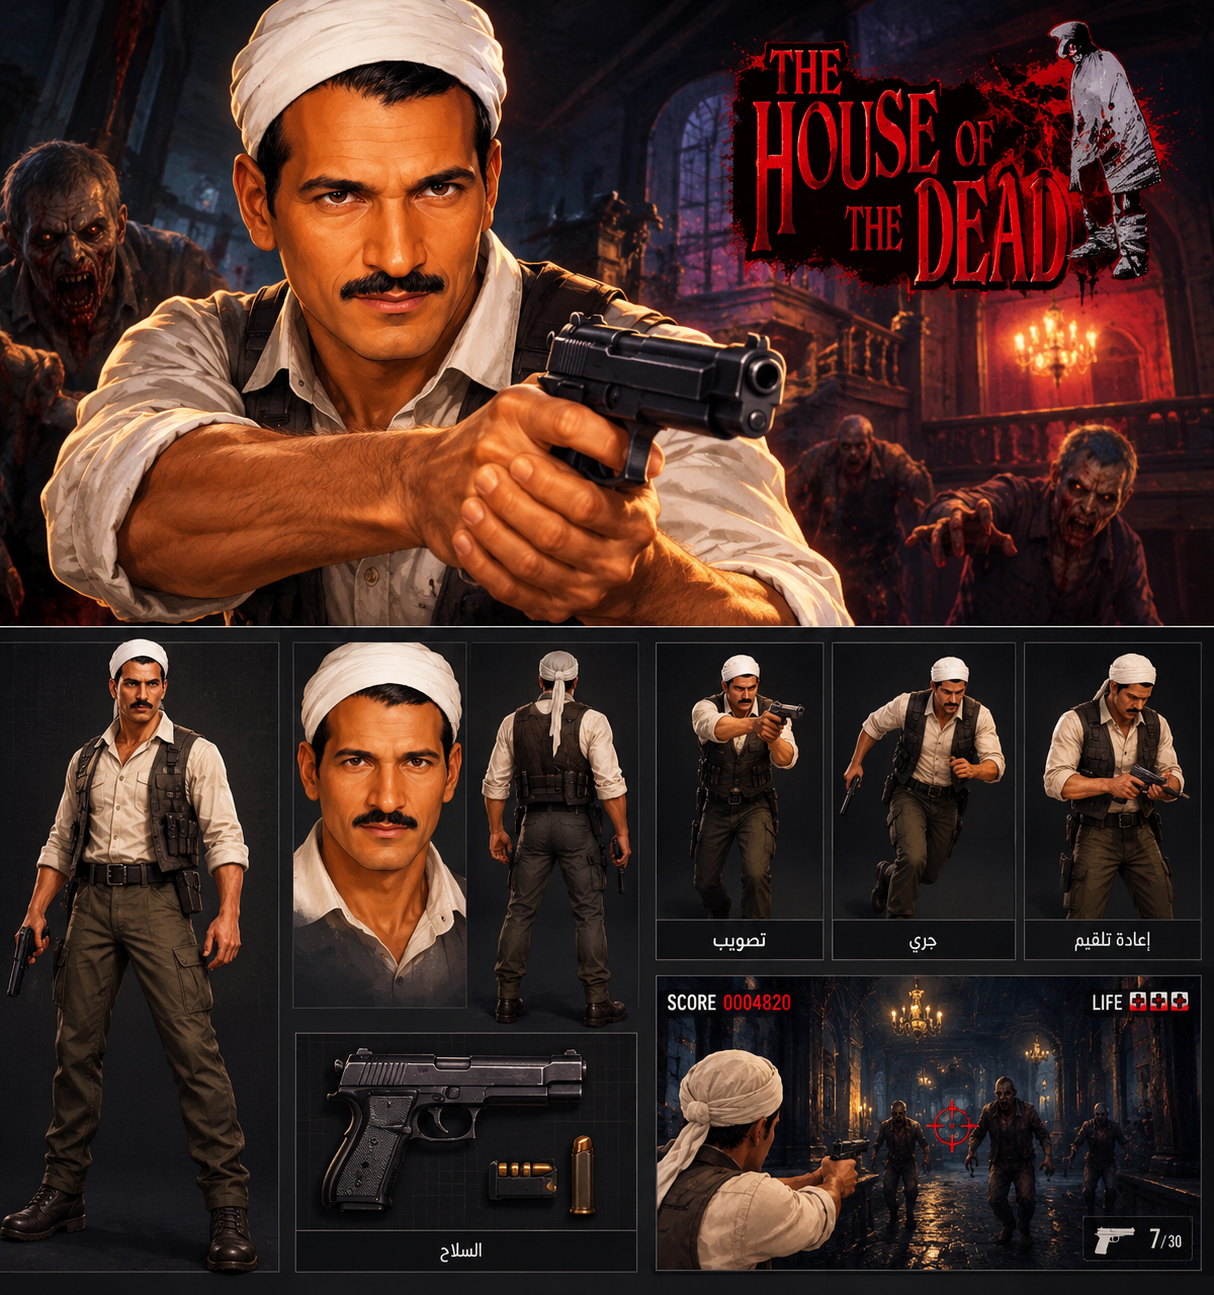 THE
HOUSE OF
THE DEAD
تصويب
جري
إعادة تلقيم
SCORE 0004820
LIFE
7/30
السلاح